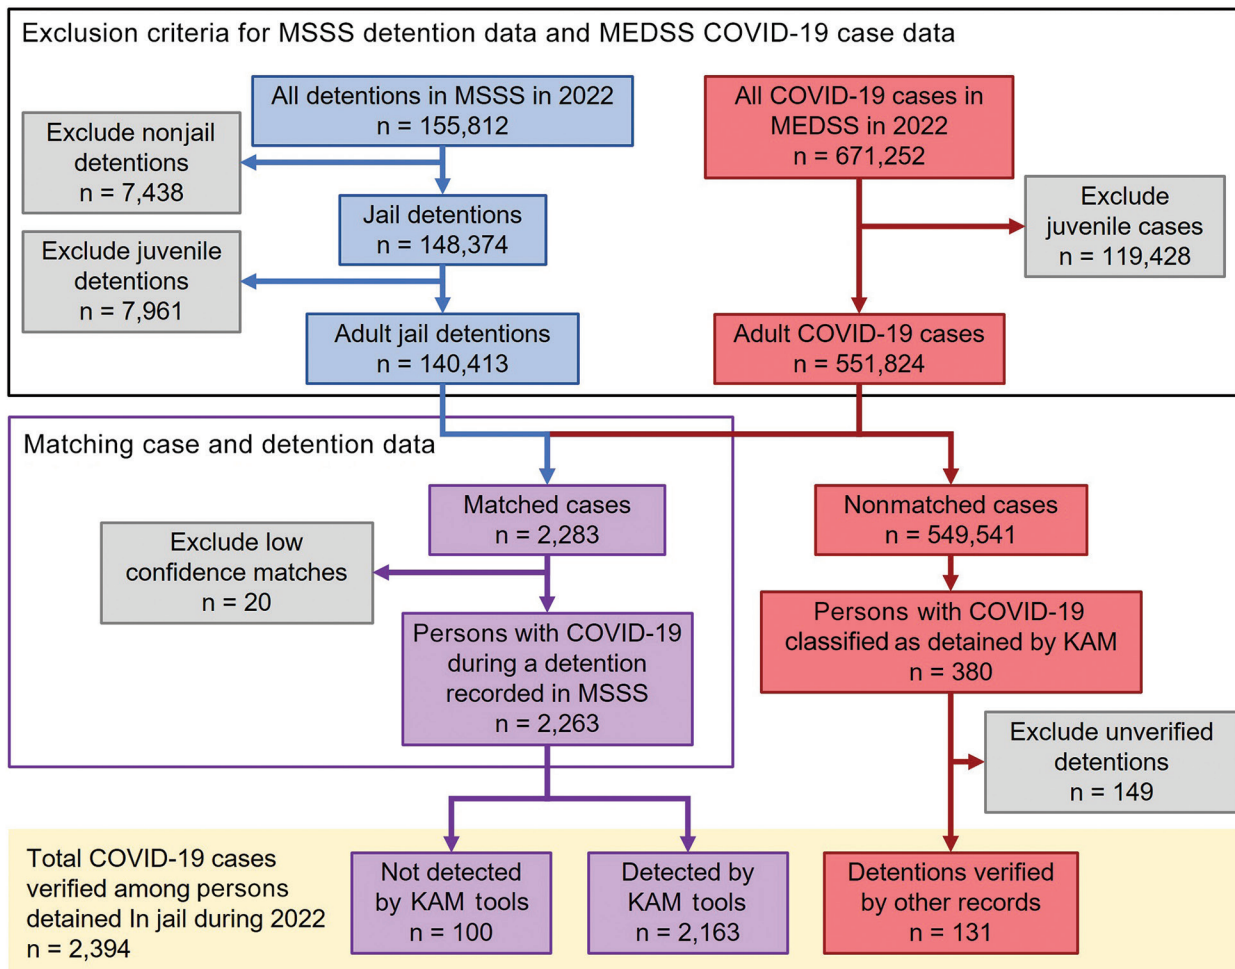 Exclusion criteria for MSSS detention data and MEDSS COVID-19 case data
All detentions in MSSS in 2022
n = 155,812
Exclude nonjail
detentions
n = 7,438
Jail detentions
n = 148,374
Exclude juvenile
detentions
n = 7,961
Adult jail detentions
n = 140,413
All COVID-19 cases in
MEDSS in 2022
n = 671,252
Exclude
juvenile cases
n = 119,428
Adult COVID-19 cases
n = 551,824
Matching case and detention data
Matched cases
n = 2,283
Exclude low
confidence matches
n = 20
Persons with COVID-19
during a detention
recorded in MSSS
n = 2,263
Nonmatched cases
n = 549,541
Persons with COVID-19
classified as detained by KAM
n = 380
Exclude unverified
detentions
n = 149
Total COVID-19 cases
verified among persons
detained In jail during 2022
n = 2,394
Not detected
by KAM tools
n = 100
Detected by
KAM tools
n = 2,163
Detentions verified
by other records
n = 131